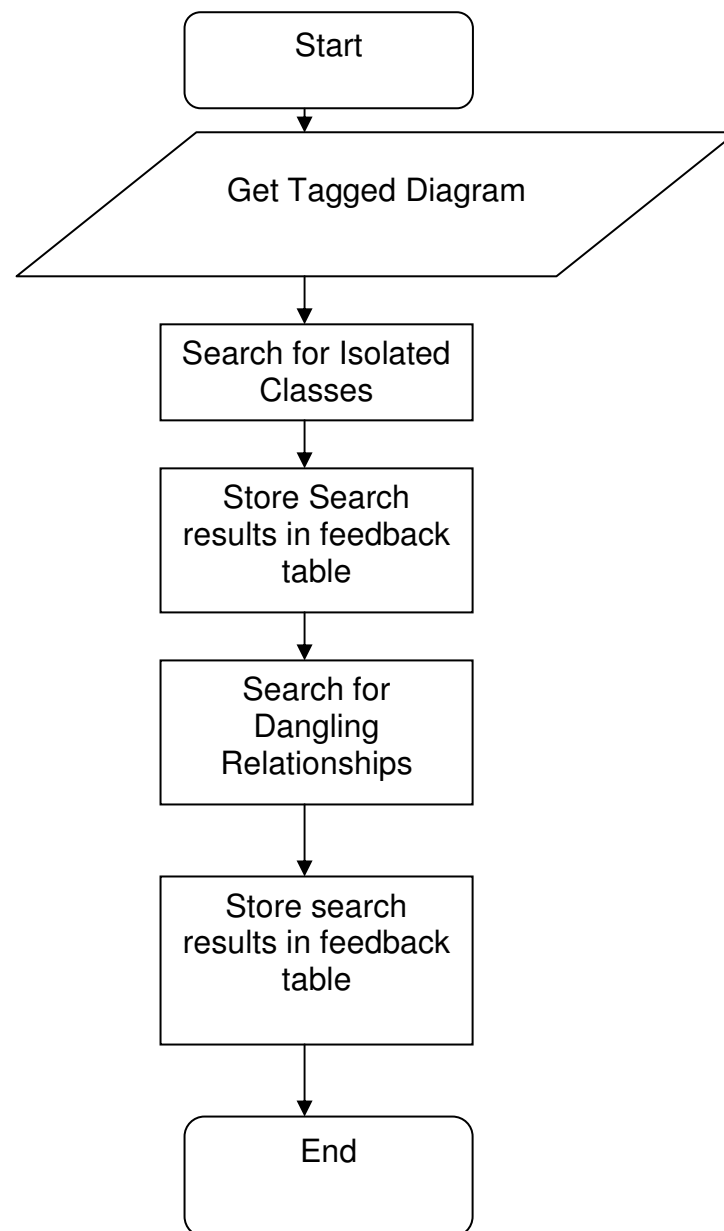 Start
Get Tagged Diagram
Search for Isolated
Classes
Store Search
results in feedback
table
Search for
Dangling
Relationships
Store search
results in feedback
table
End